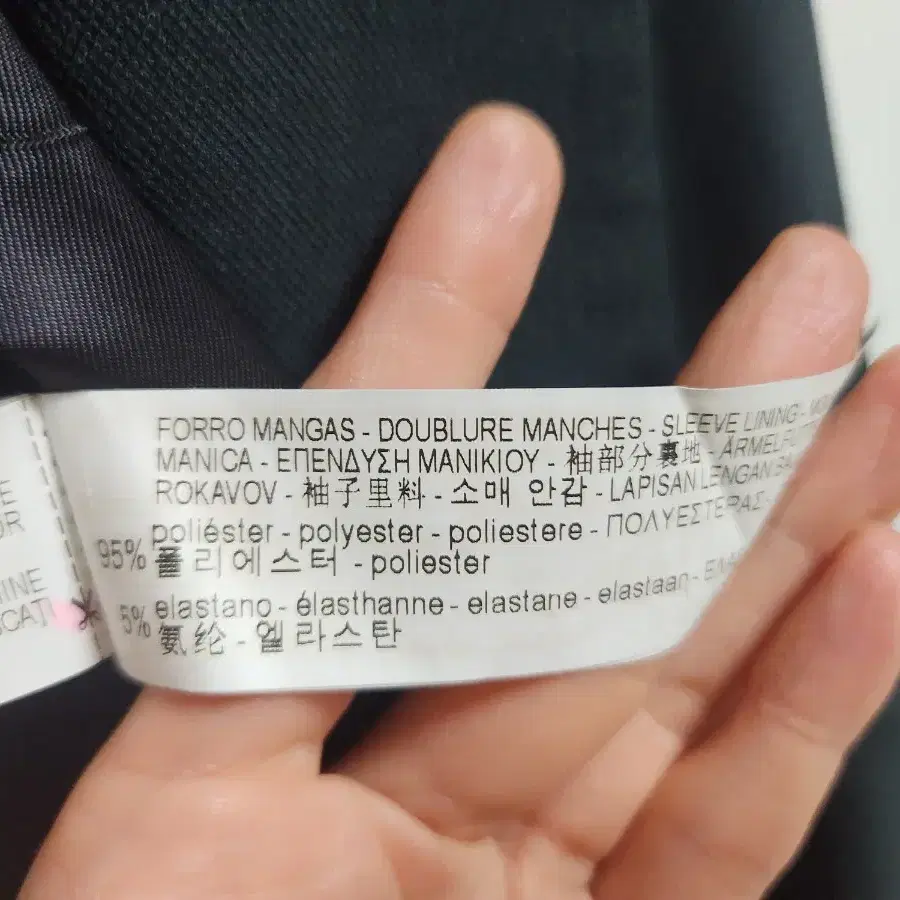 FORRO MANGAS - DOUBLURE MANCHES - SLEEVE LINING -
MANICA - ΕΠΕΝΔΥΣΗ ΜΑΝΙΚΙΟΥ - 袖部分裏地 -
ROKAVOV - 袖子里料 - 소매 안감 - LAPISAN LENGAN
poliéster - polyester - poliestere - ΠΟΛΥΕΣΤΕΡΑΣ -
95% 폴리에스터 - poliester
5% elastano - élasthanne - elastane - elastaan -
氨纶 - 엘라스탄